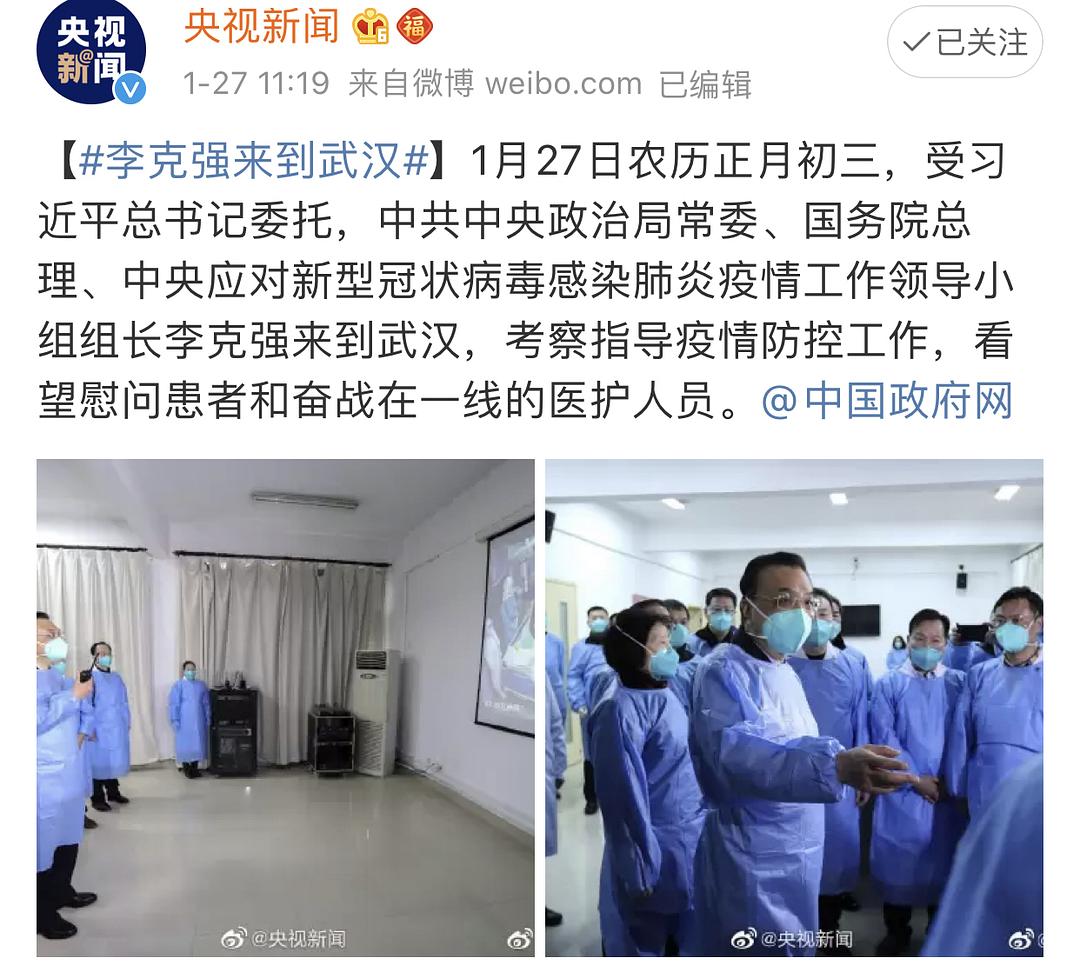 央视
新@闻
央视新闻
福
已关注
1-27 11:19 来自微博 weibo.com 已编辑
【#李克强来到武汉#】1月27日农历正月初三，受习
近平总书记委托，中共中央政治局常委、国务院总
理、中央应对新型冠状病毒感染肺炎疫情工作领导小
组组长李克强来到武汉，考察指导疫情防控工作，看
望慰问患者和奋战在一线的医护人员。@中国政府网
@央视新闻
@央视新闻